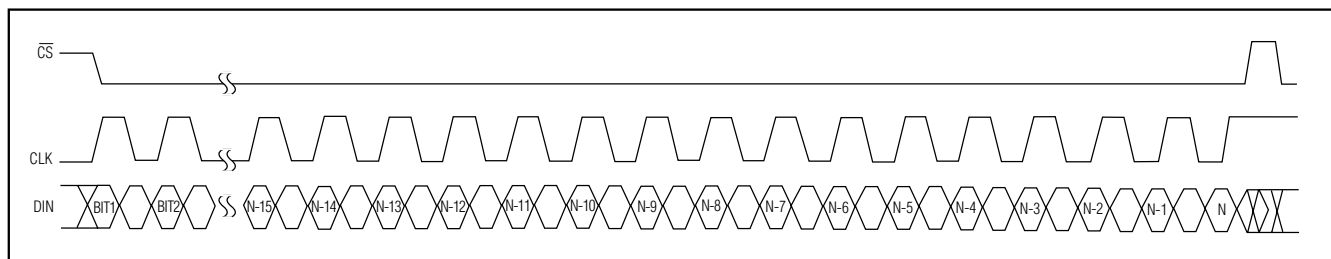 C̅S̅
CLK
DIN BIT1 BIT2 N-15 N-14 N-13 N-12 N-11 N-10 N-9 N-8 N-7 N-6 N-5 N-4 N-3 N-2 N-1 N